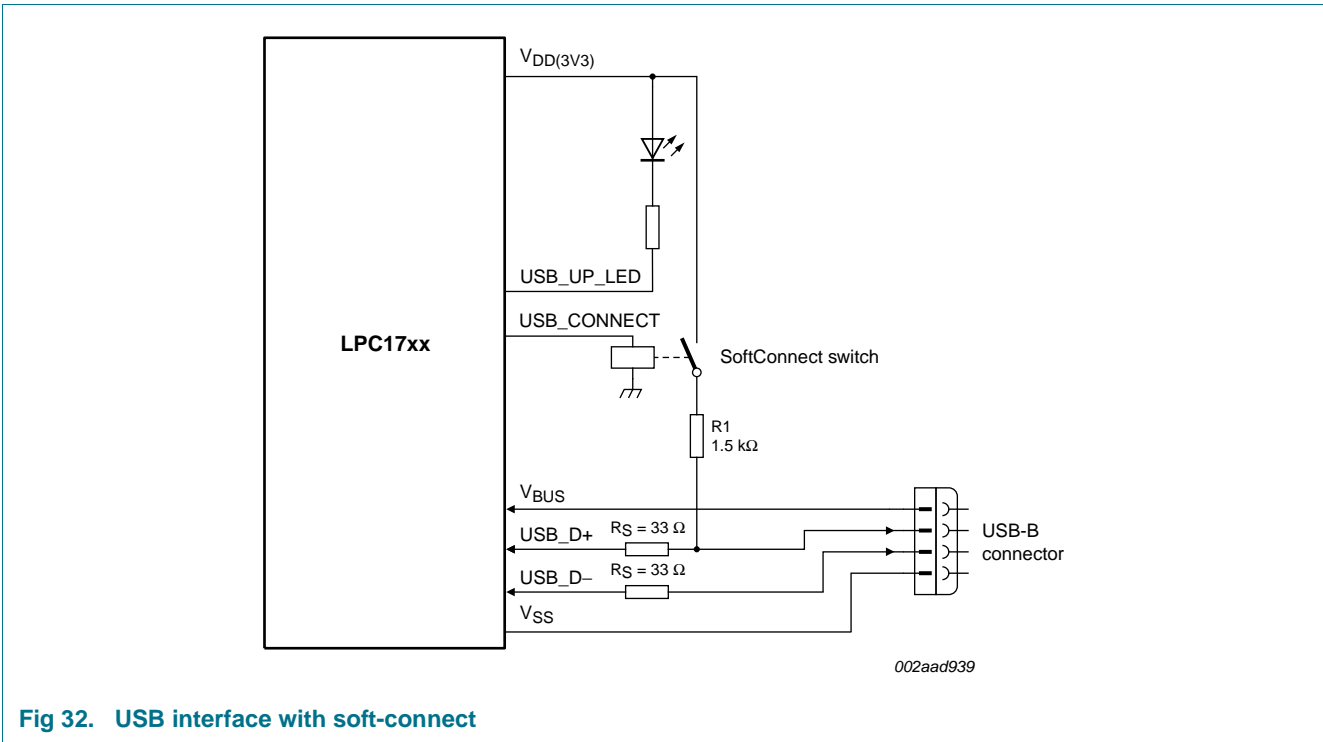 VDD(3V3)
USB_UP_LED
USB_CONNECT
LPC17xx
SoftConnect switch
R1
1.5 kΩ
VBUS
USB_D+
RS = 33 Ω
USB-B
connector
USB_D−
RS = 33 Ω
VSS
002aad939
Fig 32. USB interface with soft-connect